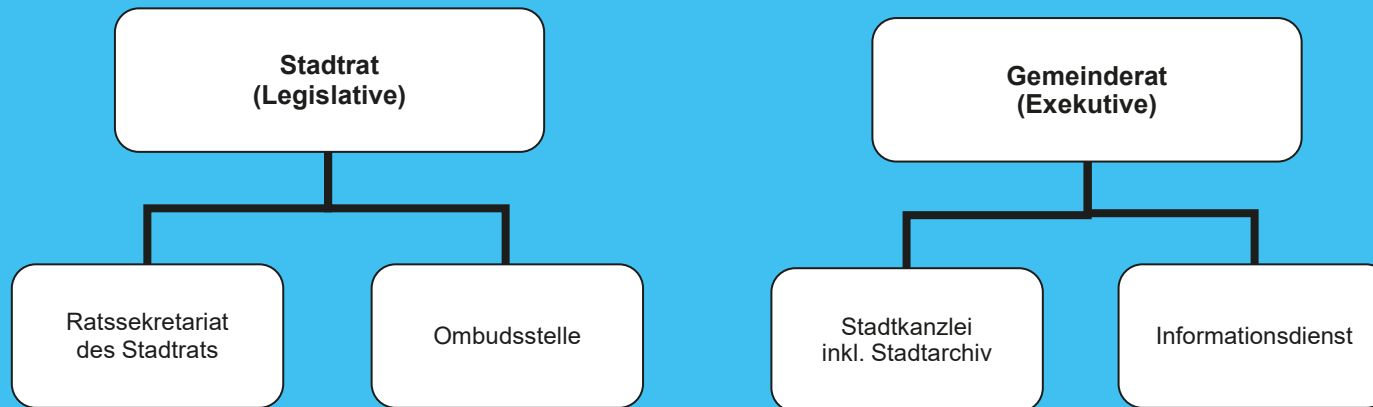 Stadtrat
(Legislative)
Gemeinderat
(Exekutive)
Ratssekretariat
des Stadtrats
Ombudsstelle
Stadtkanzlei
inkl. Stadtarchiv
Informationsdienst